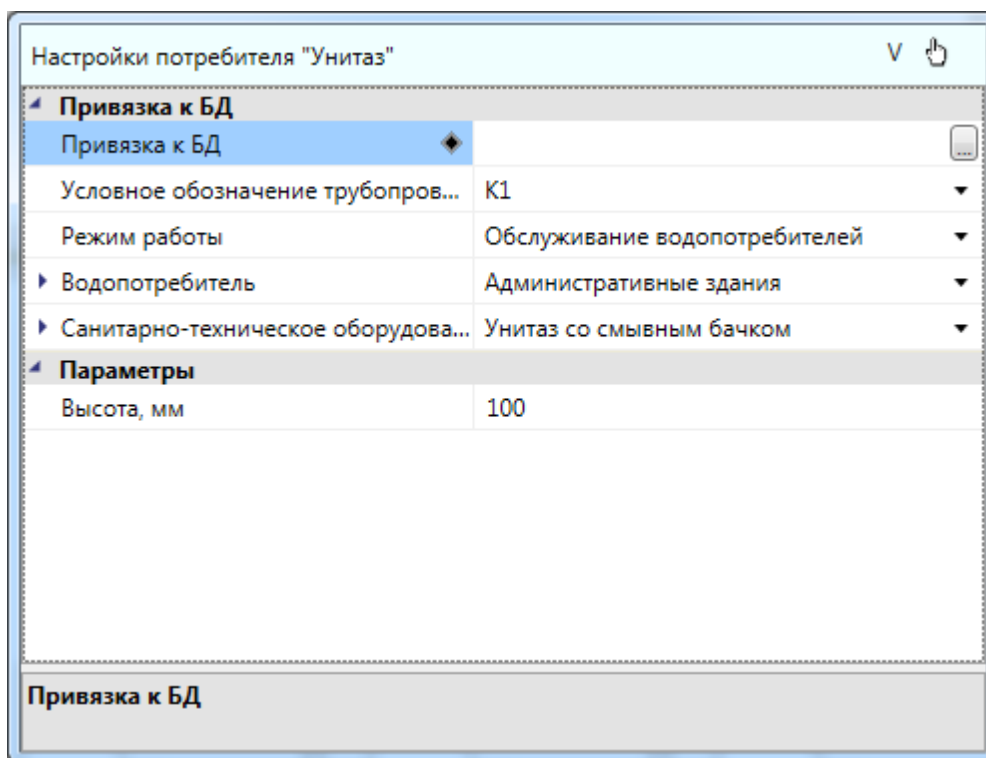 Настройки потребителя "Унитаз" V
Привязка к БД
Привязка к БД ...
Условное обозначение трубопров... К1
Режим работы Обслуживание водопотребителей
Водопотребитель Административные здания
Санитарно-техническое оборудова... Унитаз со смывным бачком
Параметры
Высота, мм 100
Привязка к БД